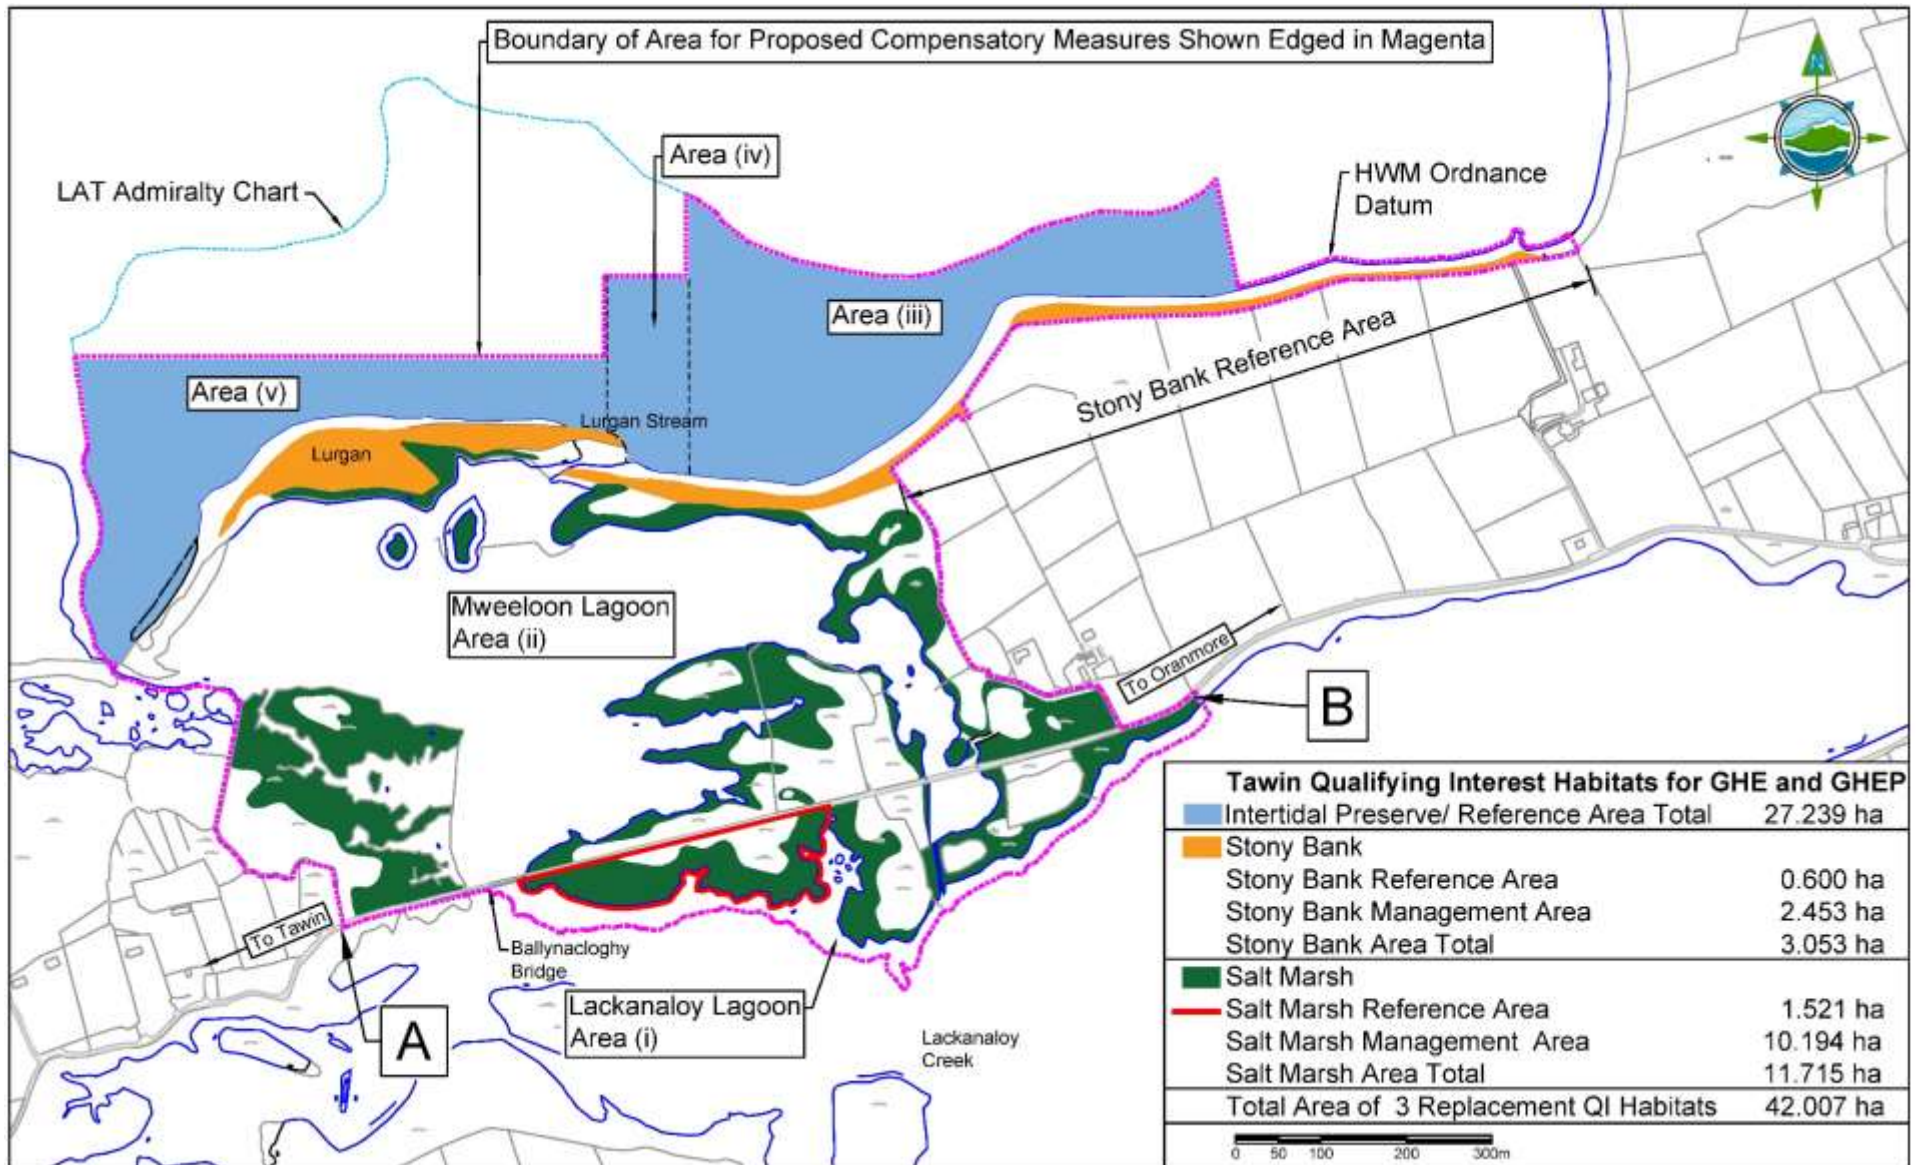 Boundary of Area for Proposed Compensatory Measures Shown Edged in Magenta
N
Area (iv)
LAT Admiralty Chart
HWM Ordnance
Datum
Area (iii)
Area (v)
Stony Bank Reference Area
Lurgan Stream
Lurgan
Mweeloon Lagoon
Area (ii)
To Oranmore
B
To Tawin
Ballynacloghy
Bridge
Lackanaloy Lagoon
Area (i)
A
Lackanaloy
Creek
Tawin Qualifying Interest Habitats for GHE and GHEP
Intertidal Preserve/ Reference Area Total 27.239 ha
Stony Bank
Stony Bank Reference Area 0.600 ha
Stony Bank Management Area 2.453 ha
Stony Bank Area Total 3.053 ha
Salt Marsh
Salt Marsh Reference Area 1.521 ha
Salt Marsh Management Area 10.194 ha
Salt Marsh Area Total 11.715 ha
Total Area of 3 Replacement QI Habitats 42.007 ha
0 50 100 200 300m